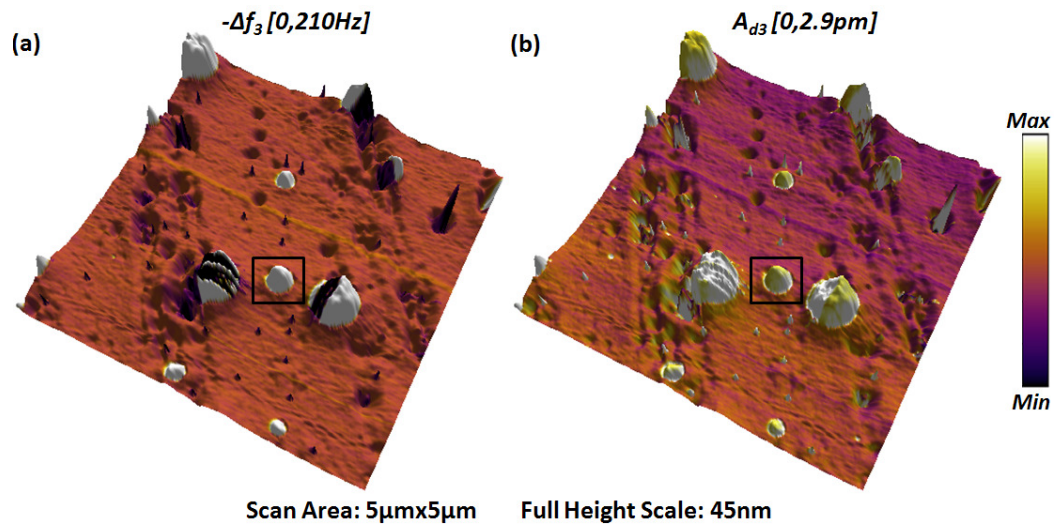 -Δf3 [0,210Hz]
Ad3 [0,2.9pm]
(a)
(b)
Max
Min
Scan Area: 5µmx5µm Full Height Scale: 45nm